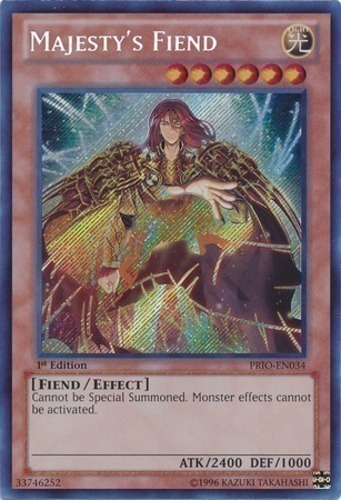 MAJESTY'S FIEND
LIGHT
光
1st Edition
PRIO-EN034
[FIEND / EFFECT]
Cannot be Special Summoned. Monster effects cannot
be activated.
ATK/2400 DEF/1000
33746252
©1996 KAZUKI TAKAHASHI